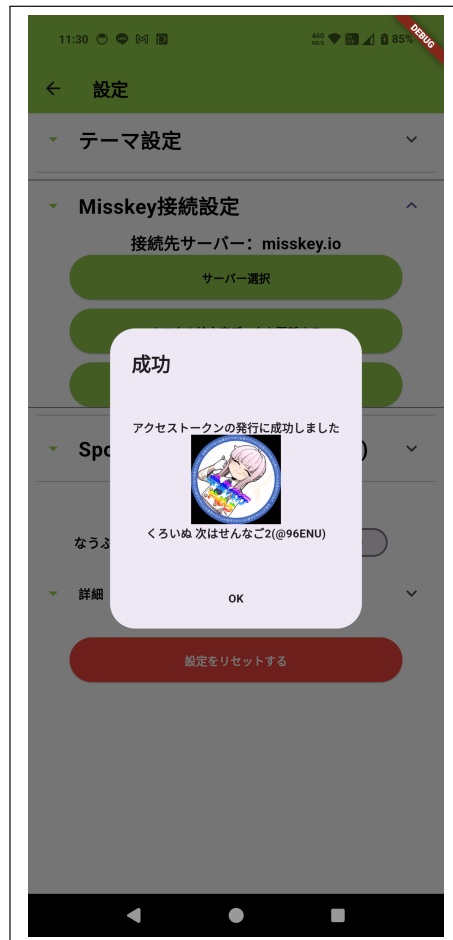 11:30
460
KB/S
85%
DEBUG
設定
テーマ設定
Misskey接続設定
接続先サーバー：misskey.io
サーバー選択
成功
アクセストークンの発行に成功しました
くろいぬ 次はせんなご2(@96ENU)
OK
Spo
)
なうぷ
詳細
設定をリセットする